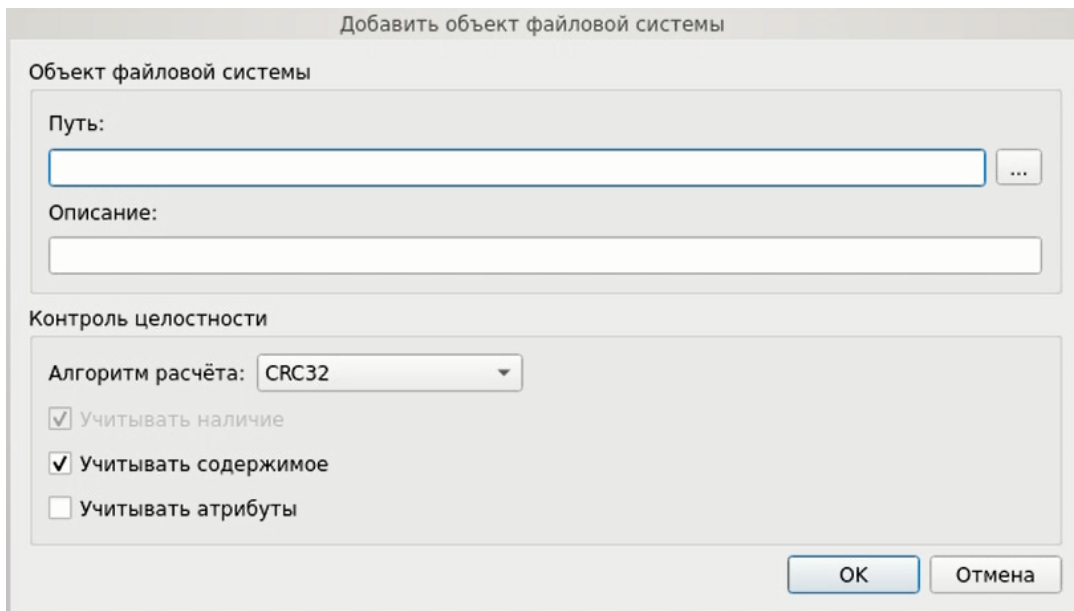 Добавить объект файловой системы
Объект файловой системы
Путь:
...
Описание:
Контроль целостности
Алгоритм расчёта: CRC32
Учитывать наличие
Учитывать содержимое
Учитывать атрибуты
OK Отмена